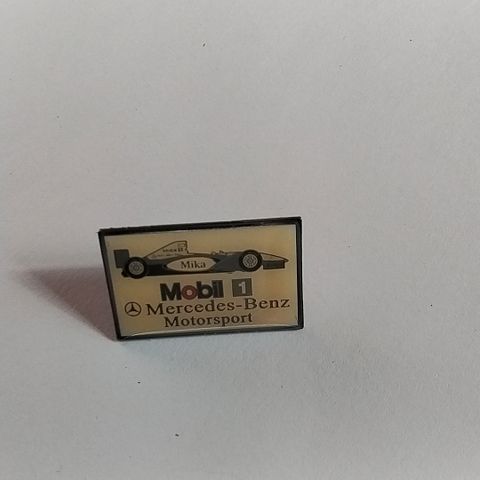 Mika
Mobil 1
Mercedes-Benz
Motorsport